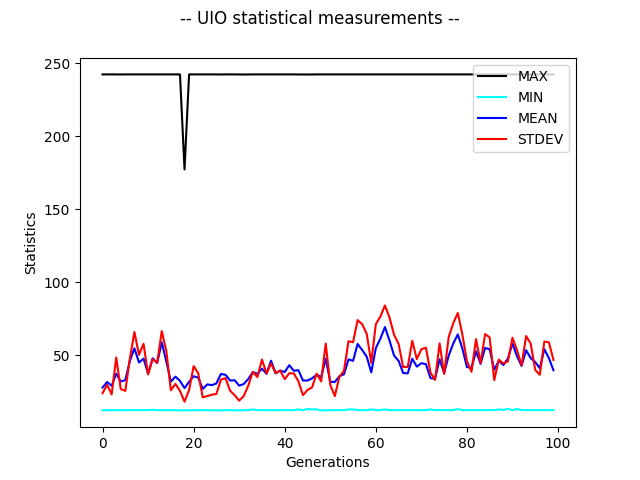 -- UIO statistical measurements --
250
200
150
100
50
Statistics
MAX
MIN
MEAN
STDEV
0 20 40 60 80 100
Generations